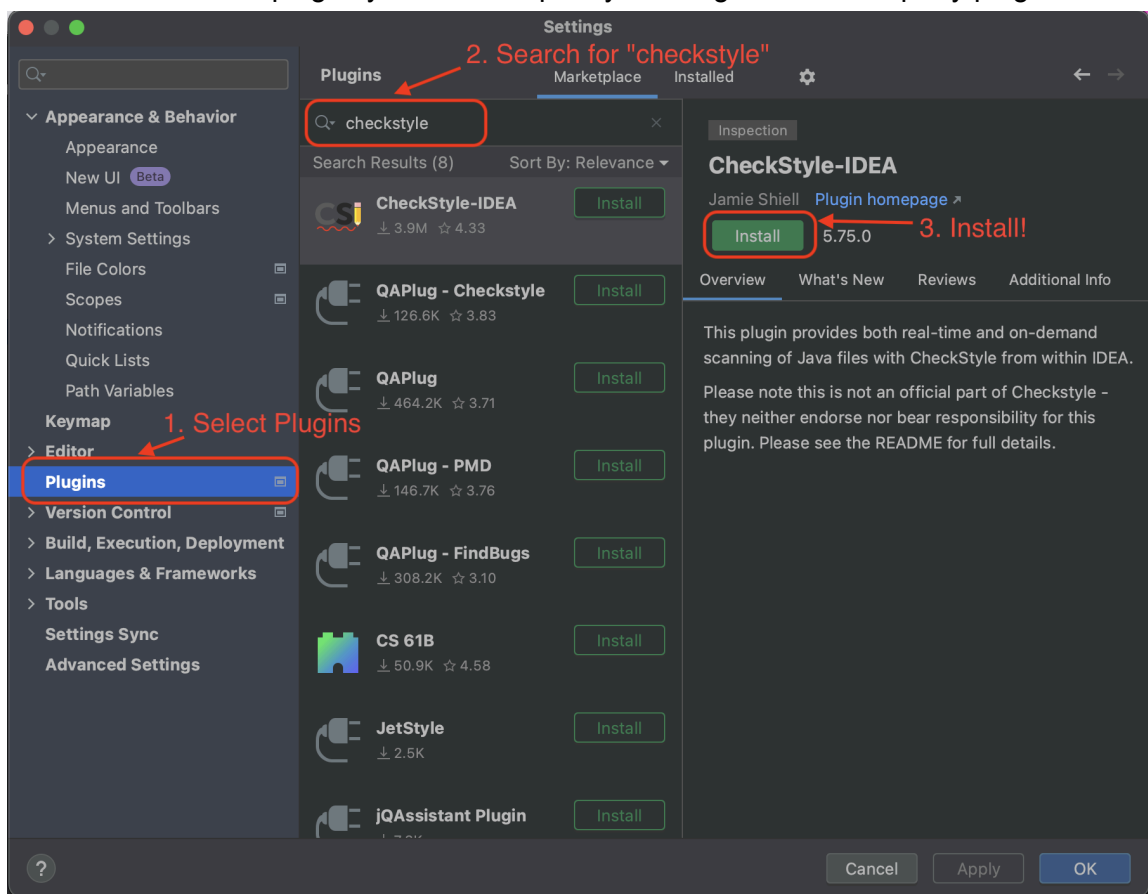 Settings
2. Search for "checkstyle"
Plugins
Marketplace
Installed
Appearance & Behavior
Appearance
New UI Beta
Menus and Toolbars
System Settings
File Colors
Scopes
Notifications
Quick Lists
Path Variables
Keymap
1. Select Plugins
Editor
Plugins
Version Control
Build, Execution, Deployment
Languages & Frameworks
Tools
Settings Sync
Advanced Settings
checkstyle
Search Results (8) Sort By: Relevance
CSi CheckStyle-IDEA Install
3.9M 4.33
QAPlug - Checkstyle Install
126.6K 3.83
QAPlug Install
464.2K 3.71
QAPlug - PMD Install
146.7K 3.76
QAPlug - FindBugs Install
308.2K 3.10
CS 61B Install
50.9K 4.58
JetStyle Install
2.5K
jQAssistant Plugin Install
Inspection
CheckStyle-IDEA
Jamie Shiell Plugin homepage
Install 5.75.0
3. Install!
Overview What's New Reviews Additional Info
This plugin provides both real-time and on-demand
scanning of Java files with CheckStyle from within IDEA.
Please note this is not an official part of Checkstyle -
they neither endorse nor bear responsibility for this
plugin. Please see the README for full details.
?
Cancel Apply OK